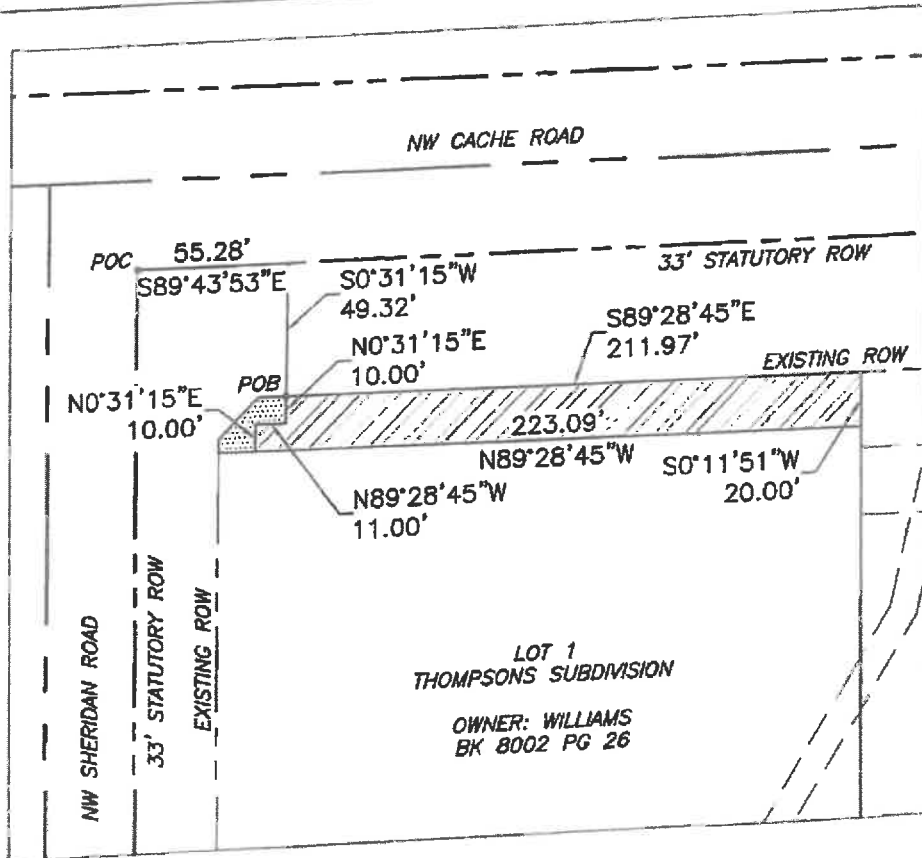 NW CACHE ROAD
POC
55.28'
S89°43'53"E
33' STATUTORY ROW
S0°31'15"W
49.32'
S89°28'45"E
211.97'
N0°31'15"E
10.00'
EXISTING ROW
POB
N0°31'15"E
10.00'
223.09'
N89°28'45"W
S0°11'51"W
20.00'
N89°28'45"W
11.00'
NW SHERIDAN ROAD
33' STATUTORY ROW
EXISTING ROW
LOT 1
THOMPSONS SUBDIVISION
OWNER: WILLIAMS
BK 8002 PG 26